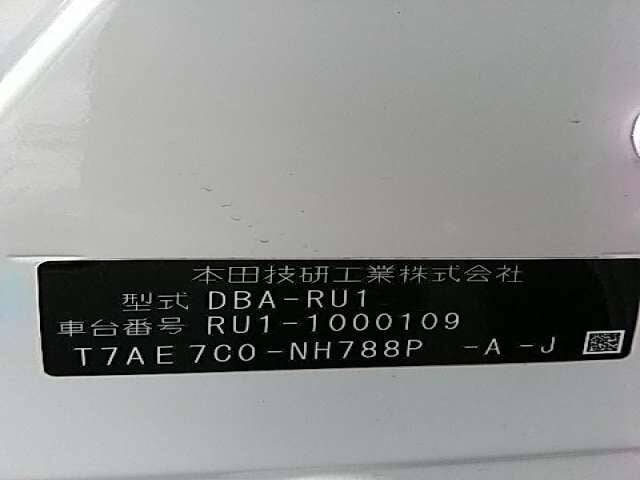 本田技研工業株式会社
型式 DBA-RU1
車台番号 RU1-1000109
T7AE7C0-NH788P -A-J